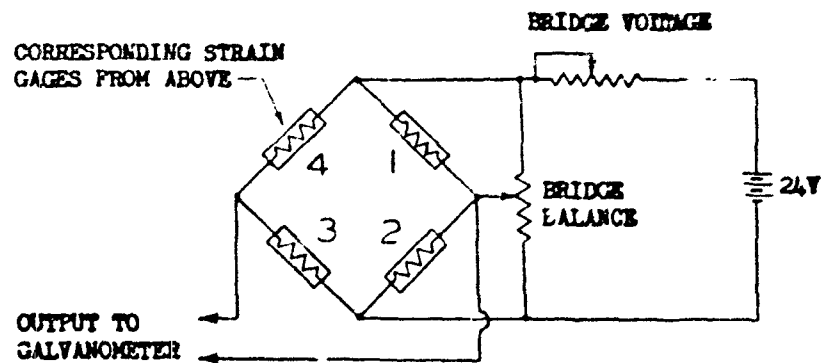 BRIDGE VOLTAGE
CORRESPONDING STRAIN
GAGES FROM ABOVE
4
1
3
2
BRIDGE
BALANCE
24V
OUTPUT TO
GALVANOMETER